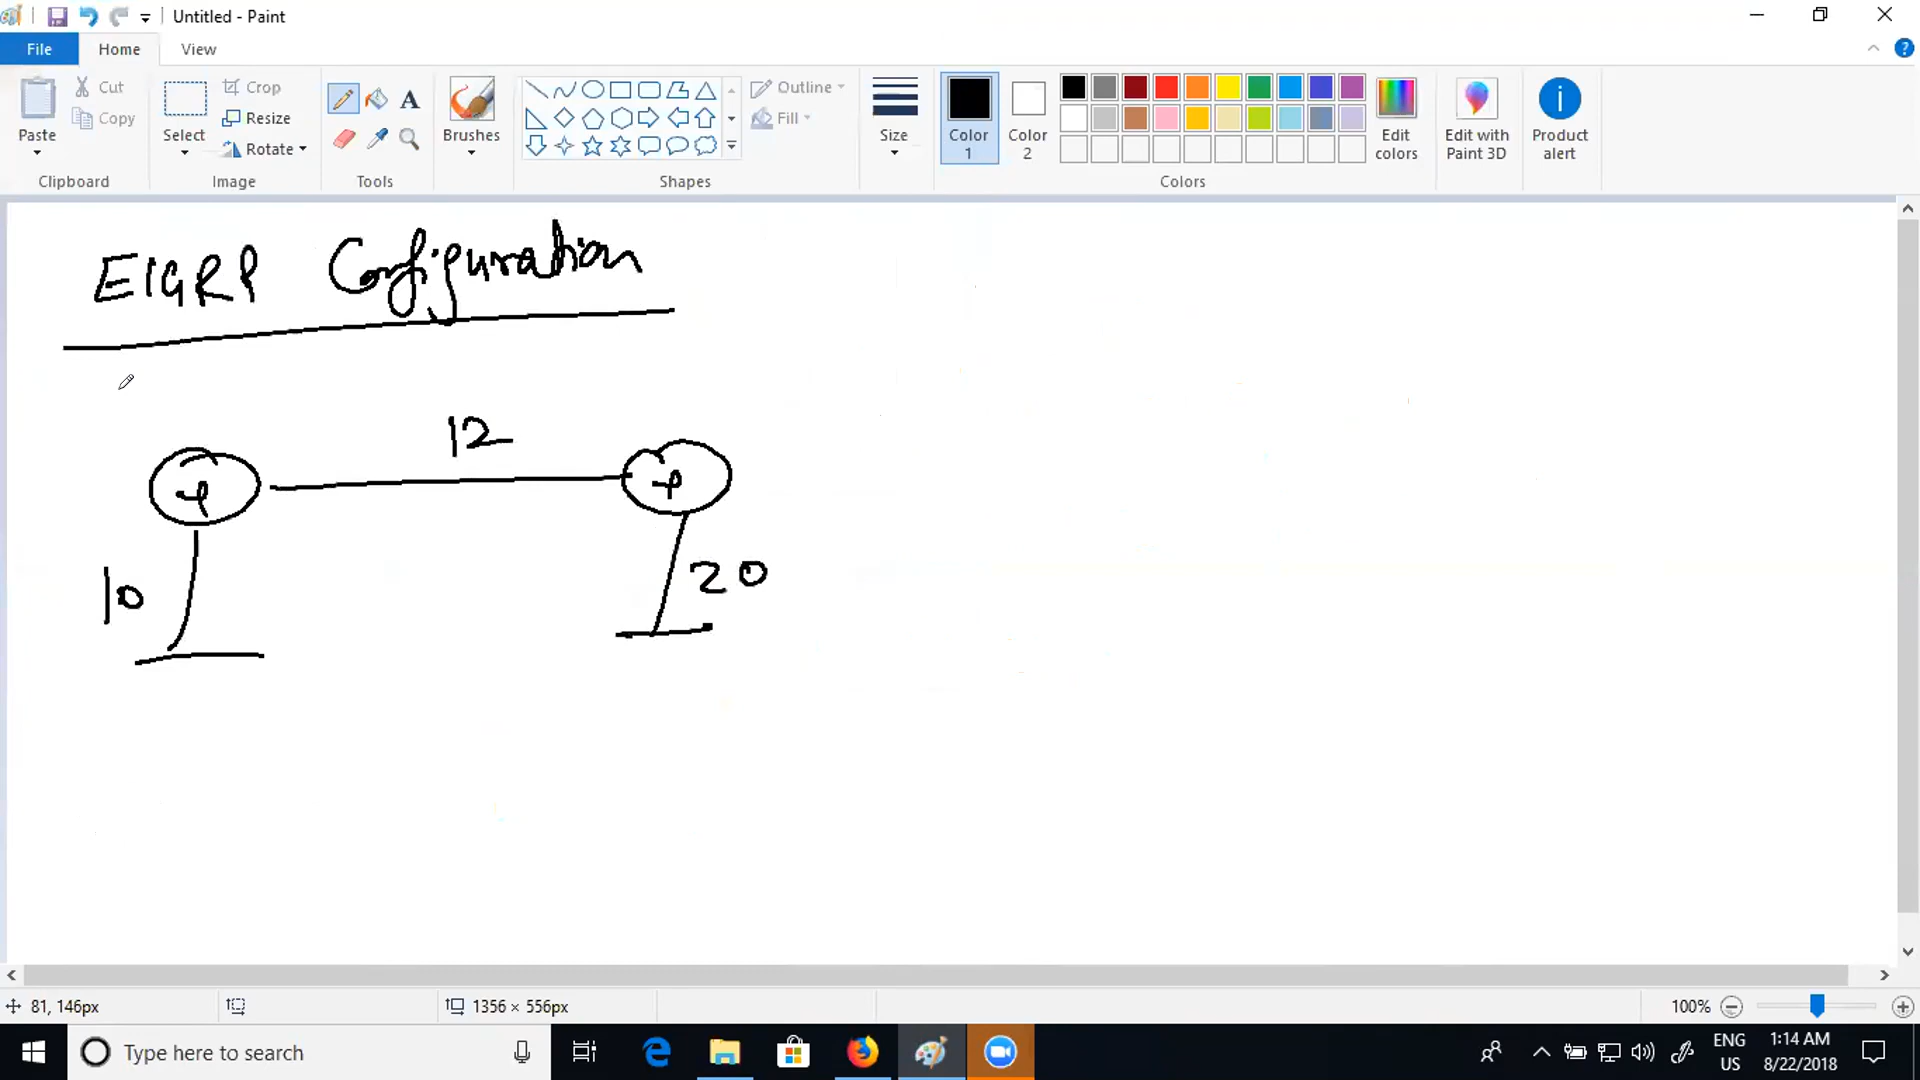 Untitled - Paint
File Home View
Paste
Cut
Copy
Clipboard
Select
Crop
Resize
Rotate
Image
Tools
Brushes
Shapes
Outline
Fill
Size
Color 1
Color 2
Colors
Edit colors
Edit with Paint 3D
Product alert
EIGRP Configuration
12
10
20
81, 146px
1356 × 556px
100%
Type here to search
ENG
US
1:14 AM
8/22/2018